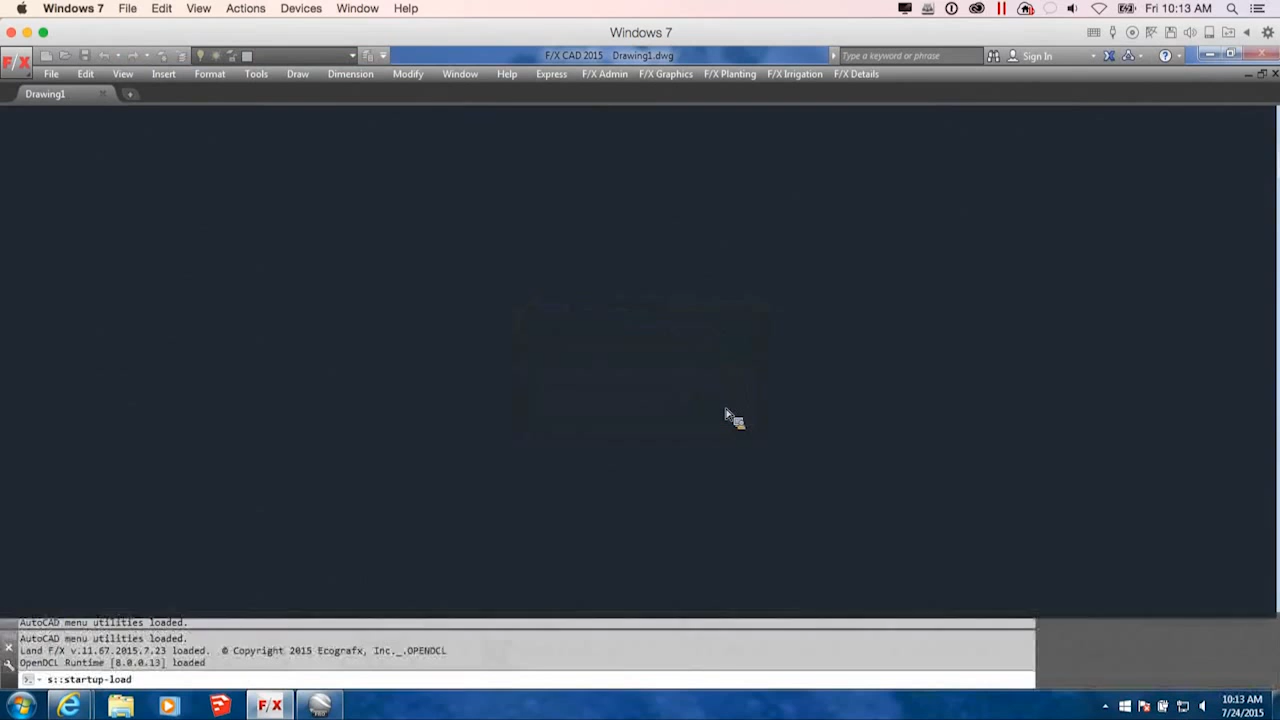 Windows 7 File Edit View Actions Devices Window Help Fri 10:13 AM
Windows 7
F/X F/X CAD 2015 Drawing1.dwg Type a keyword or phrase Sign In
File Edit View Insert Format Tools Draw Dimension Modify Window Help Express F/X Admin F/X Graphics F/X Planting F/X Irrigation F/X Details
Drawing1
AutoCAD menu utilities loaded.
AutoCAD menu utilities loaded.
Land F/X v.11.67.2015.7.23 loaded. © Copyright 2015 Ecografx, Inc._.OPENDCL
OpenDCL Runtime [8.0.0.13] loaded
s::startup-load
F/X 10:13 AM
7/24/2015